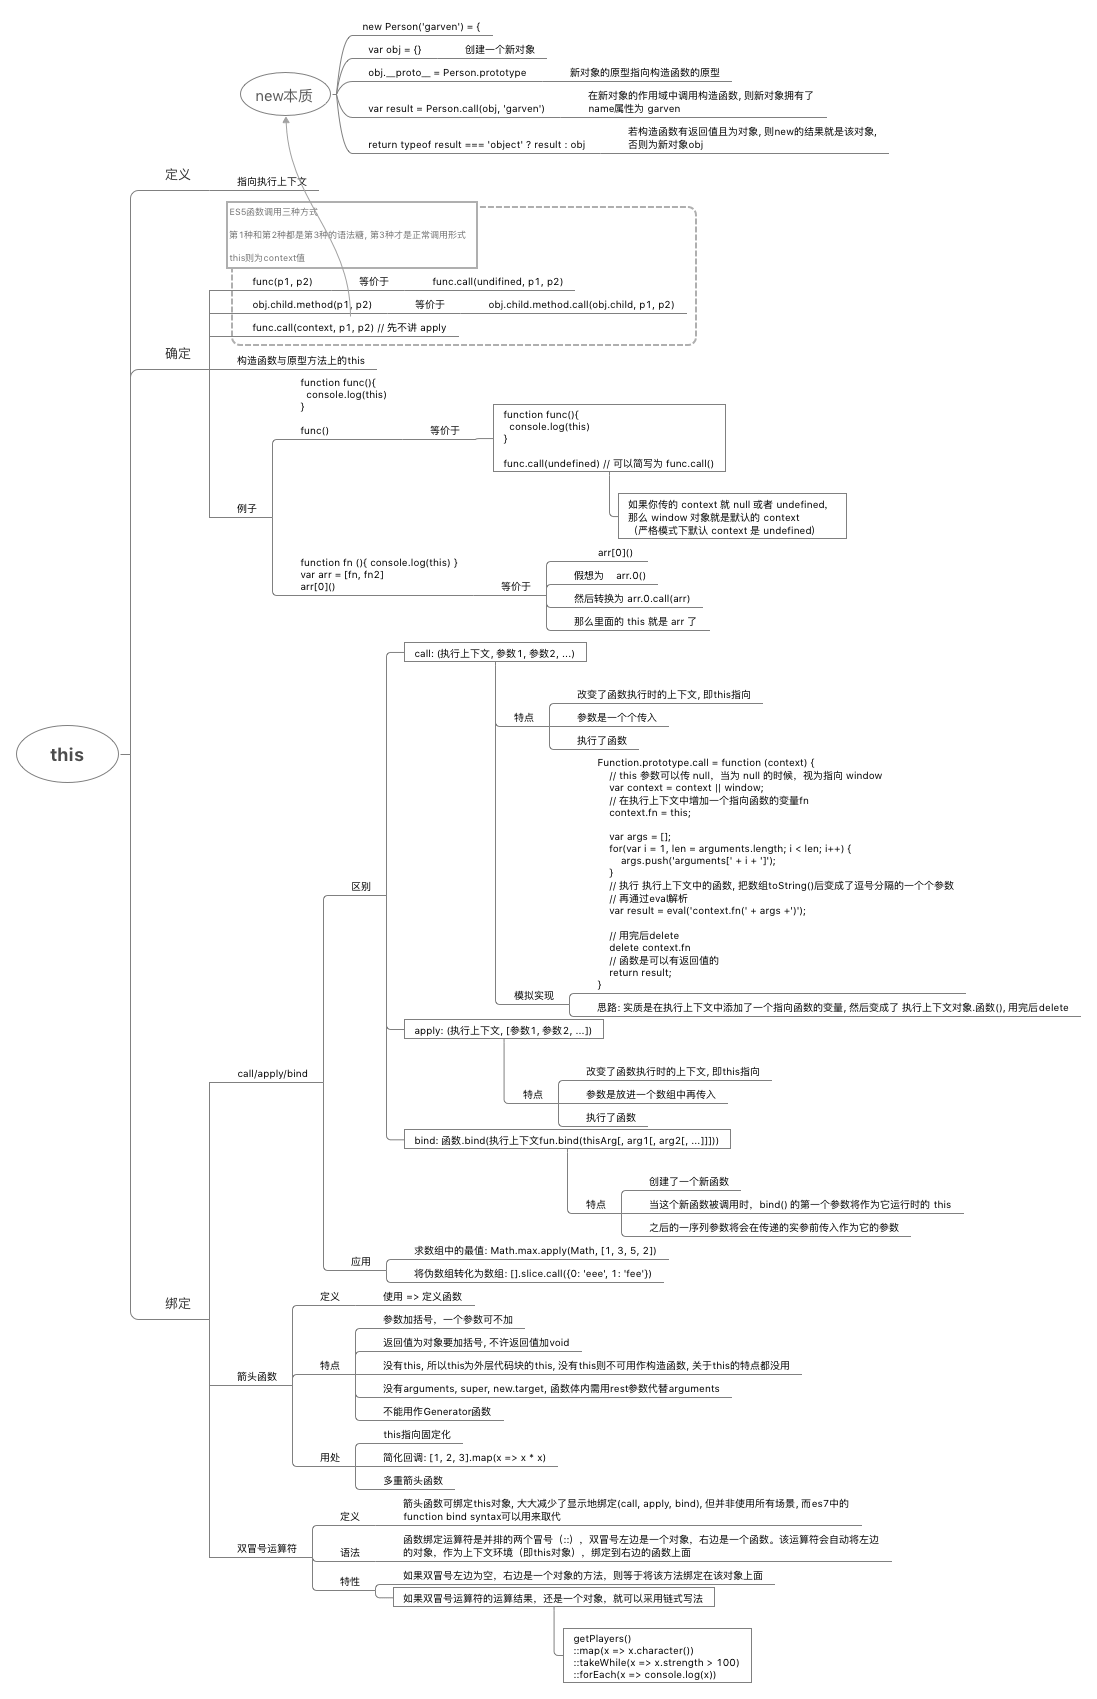 new本质
new Person('garven') = {
var obj = {} 创建一个新对象
obj.__proto__ = Person.prototype 新对象的原型指向构造函数的原型
var result = Person.call(obj, 'garven') 在新对象的作用域中调用构造函数, 则新对象拥有了
name属性为 garven
return typeof result === 'object' ? result : obj 若构造函数有返回值且为对象, 则new的结果就是该对象,
否则为新对象obj
this
定义
指向执行上下文
确定
ES5函数调用三种方式
第1种和第2种都是第3种的语法糖, 第3种才是正常调用形式
this则为context值
func(p1, p2) 等价于 func.call(undifined, p1, p2)
obj.child.method(p1, p2) 等价于 obj.child.method.call(obj.child, p1, p2)
func.call(context, p1, p2) // 先不讲 apply
构造函数与原型方法上的this
例子
function func(){
console.log(this)
}
func() 等价于
function func(){
console.log(this)
}
func.call(undefined) // 可以简写为 func.call()
如果你传的 context 就 null 或者 undefined,
那么 window 对象就是默认的 context
（严格模式下默认 context 是 undefined）
function fn (){ console.log(this) }
var arr = [fn, fn2]
arr[0]() 等价于
arr[0]()
假想为 arr.0()
然后转换为 arr.0.call(arr)
那么里面的 this 就是 arr 了
绑定
call/apply/bind
区别
call: (执行上下文, 参数1, 参数2, ...)
特点
改变了函数执行时的上下文, 即this指向
参数是一个个传入
执行了函数
模拟实现
Function.prototype.call = function (context) {
// this 参数可以传 null，当为 null 的时候，视为指向 window
var context = context || window;
// 在执行上下文中增加一个指向函数的变量fn
context.fn = this;
var args = [];
for(var i = 1, len = arguments.length; i < len; i++) {
args.push('arguments[' + i + ']');
}
// 执行 执行上下文中的函数, 把数组toString()后变成了逗号分隔的一个个参数
// 再通过eval解析
var result = eval('context.fn(' + args +')');
// 用完后delete
delete context.fn
// 函数是可以有返回值的
return result;
}
思路: 实质是在执行上下文中添加了一个指向函数的变量, 然后变成了 执行上下文对象.函数(), 用完后delete
apply: (执行上下文, [参数1, 参数2, ...])
特点
改变了函数执行时的上下文, 即this指向
参数是放进一个数组中再传入
执行了函数
bind: 函数.bind(执行上下文fun.bind(thisArg[, arg1[, arg2[, ...]]]))
特点
创建了一个新函数
当这个新函数被调用时，bind() 的第一个参数将作为它运行时的 this
之后的一序列参数将会在传递的实参前传入作为它的参数
应用
求数组中的最值: Math.max.apply(Math, [1, 3, 5, 2])
将伪数组转化为数组: [].slice.call({0: 'eee', 1: 'fee'})
箭头函数
定义
使用 => 定义函数
特点
参数加括号，一个参数可不加
返回值为对象要加括号, 不许返回值加void
没有this, 所以this为外层代码块的this, 没有this则不可用作构造函数, 关于this的特点都没用
没有arguments, super, new.target, 函数体内需用rest参数代替arguments
不能用作Generator函数
用处
this指向固定化
简化回调: [1, 2, 3].map(x => x * x)
多重箭头函数
双冒号运算符
定义
箭头函数可绑定this对象, 大大减少了显示地绑定(call, apply, bind), 但并非使用所有场景, 而es7中的
function bind syntax可以用来取代
语法
函数绑定运算符是并排的两个冒号（::），双冒号左边是一个对象，右边是一个函数。该运算符会自动将左边
的对象，作为上下文环境（即this对象），绑定到右边的函数上面
特性
如果双冒号左边为空，右边是一个对象的方法，则等于将该方法绑定在该对象上面
如果双冒号运算符的运算结果，还是一个对象，就可以采用链式写法
getPlayers()
::map(x => x.character())
::takeWhile(x => x.strength > 100)
::forEach(x => console.log(x))